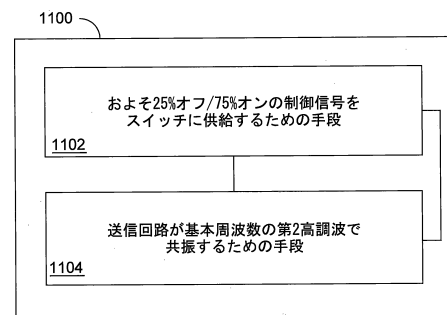 1100
およそ25%オフ/75%オンの制御信号を
スイッチに供給するための手段
1102
送信回路が基本周波数の第2高調波で
共振するための手段
1104